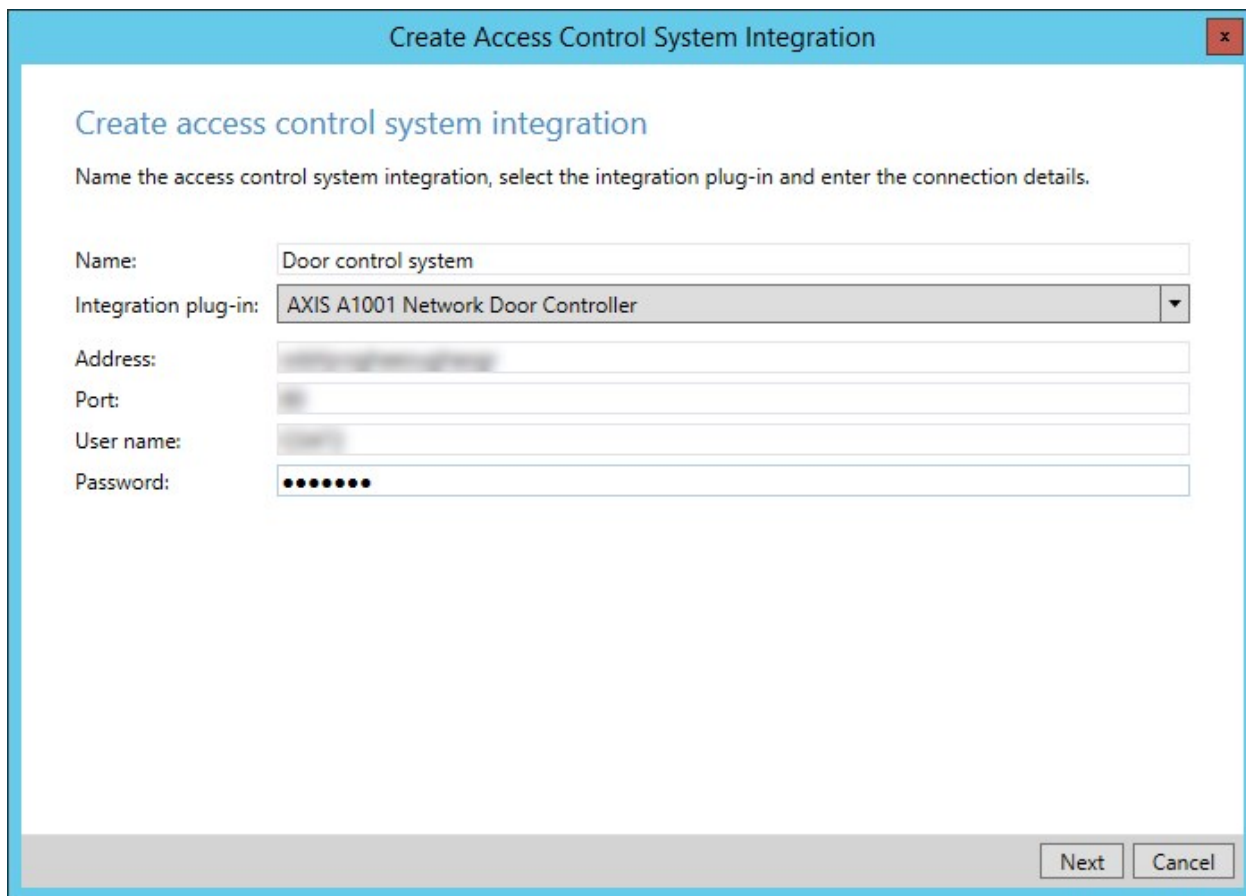 Create Access Control System Integration
x
Create access control system integration
Name the access control system integration, select the integration plug-in and enter the connection details.
Name: Door control system
Integration plug-in: AXIS A1001 Network Door Controller
Address:
Port:
User name:
Password: •••••••
Next Cancel